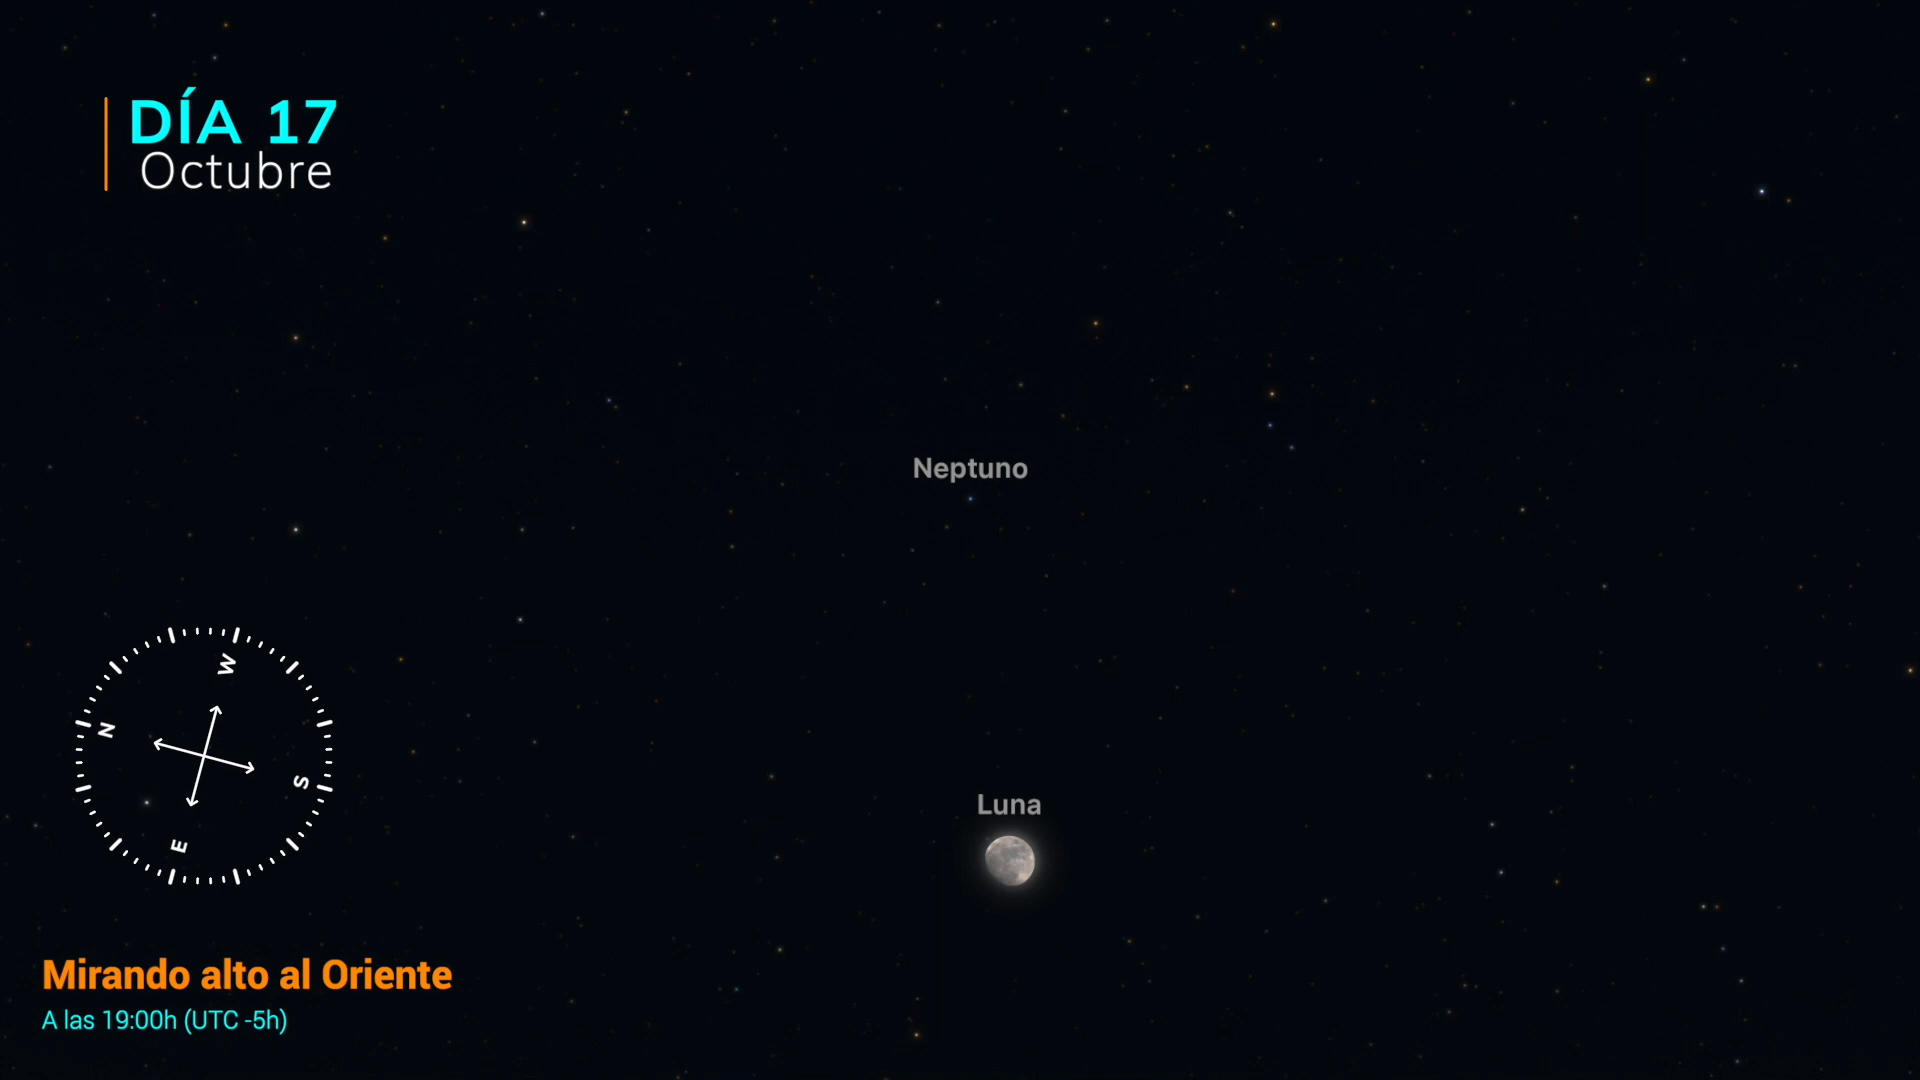 DÍA 17
Octubre
Neptuno
W
N
S
E
Luna
Mirando alto al Oriente
A las 19:00h (UTC -5h)